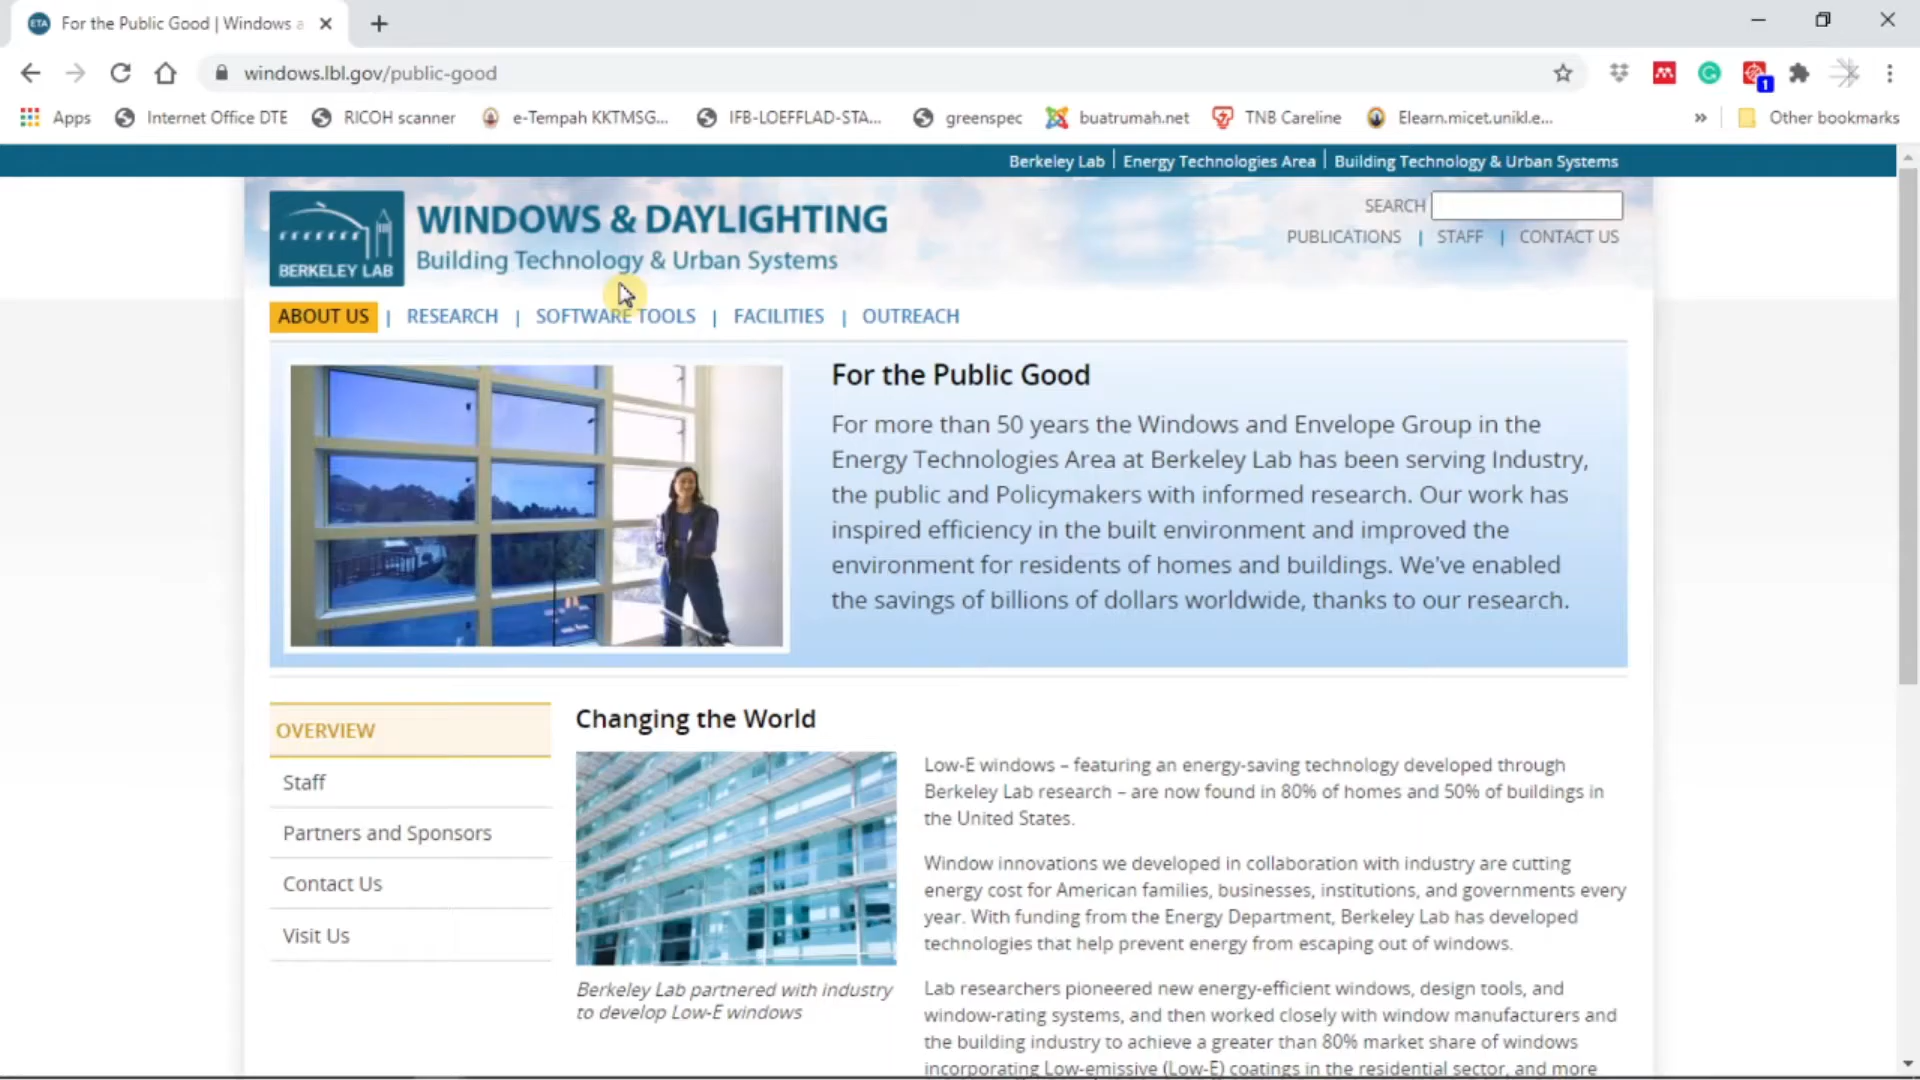 ETA For the Public Good | Windows a
windows.lbl.gov/public-good
1
Apps Internet Office DTE RICOH scanner e-Tempah KKTMSG... IFB-LOEFFLAD-STA... greenspec buatrumah.net TNB Careline Elearn.micet.unikl.e... » Other bookmarks
Berkeley Lab | Energy Technologies Area | Building Technology & Urban Systems
BERKELEY LAB
WINDOWS & DAYLIGHTING
Building Technology & Urban Systems
SEARCH
PUBLICATIONS | STAFF | CONTACT US
ABOUT US | RESEARCH | SOFTWARE TOOLS | FACILITIES | OUTREACH
For the Public Good
For more than 50 years the Windows and Envelope Group in the
Energy Technologies Area at Berkeley Lab has been serving Industry,
the public and Policymakers with informed research. Our work has
inspired efficiency in the built environment and improved the
environment for residents of homes and buildings. We've enabled
the savings of billions of dollars worldwide, thanks to our research.
OVERVIEW
Staff
Partners and Sponsors
Contact Us
Visit Us
Changing the World
Berkeley Lab partnered with industry
to develop Low-E windows
Low-E windows – featuring an energy-saving technology developed through
Berkeley Lab research – are now found in 80% of homes and 50% of buildings in
the United States.
Window innovations we developed in collaboration with industry are cutting
energy cost for American families, businesses, institutions, and governments every
year. With funding from the Energy Department, Berkeley Lab has developed
technologies that help prevent energy from escaping out of windows.
Lab researchers pioneered new energy-efficient windows, design tools, and
window-rating systems, and then worked closely with window manufacturers and
the building industry to achieve a greater than 80% market share of windows
incorporating Low-emissive (Low-E) coatings in the residential sector, and more